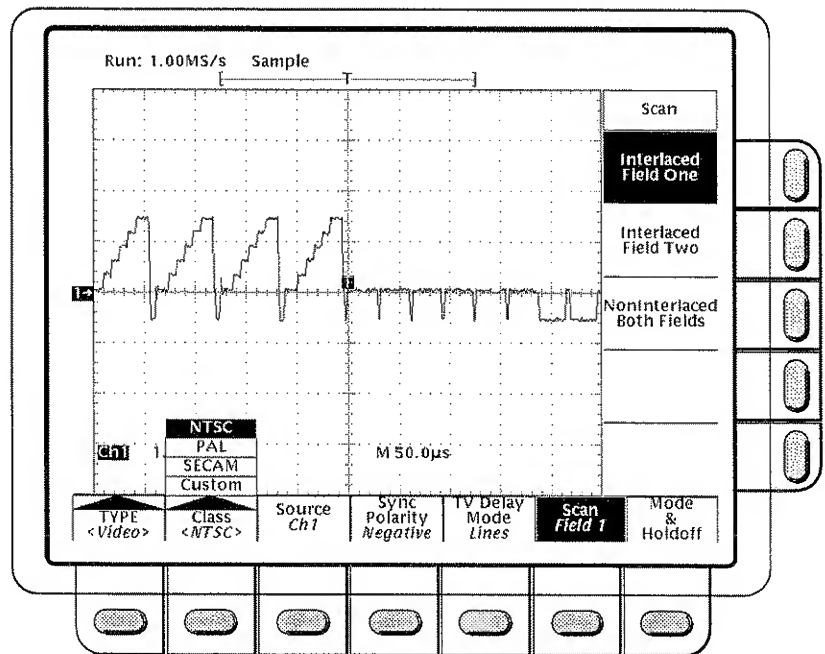 Run: 1.00MS/s Sample
[ T ]
Scan
Interlaced
Field One
Interlaced
Field Two
NonInterlaced
Both Fields
T
1→
NTSC
PAL
SECAM
Custom
Ch1
M 50.0µs
TYPE
<Video>
Class
<NTSC>
Source
Ch1
Sync
Polarity
Negative
TV Delay
Mode
Lines
Scan
Field 1
Mode
&
Holdoff